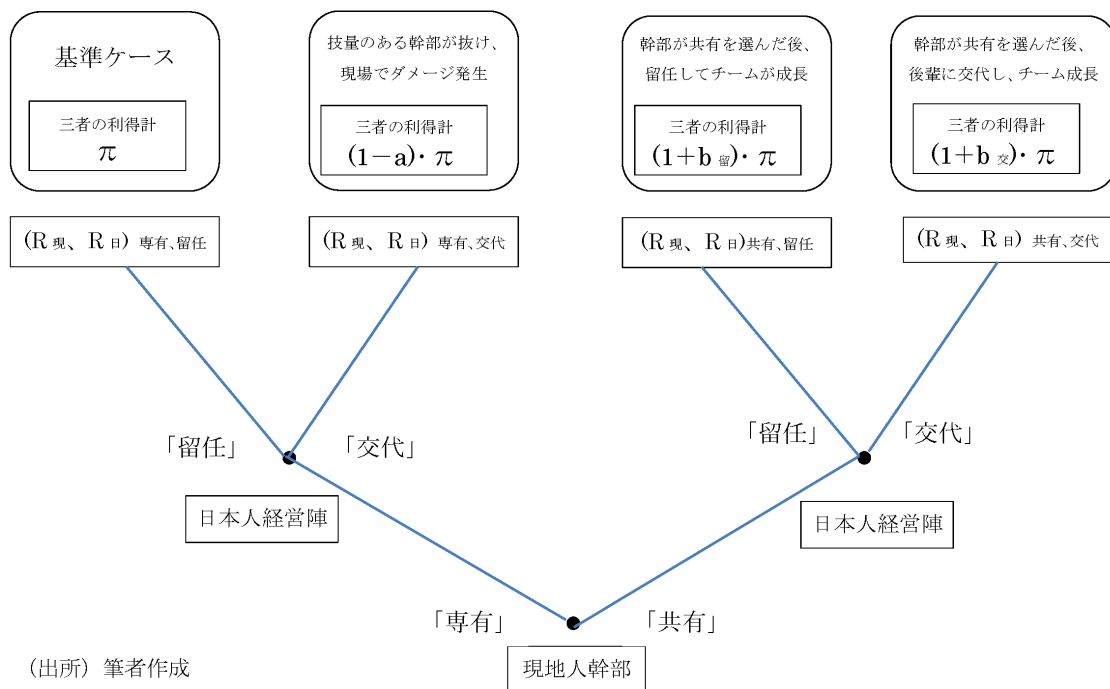 基準ケース
三者の利得計
π
技量のある幹部が抜け、
現場でダメージ発生
三者の利得計
(1－a)・π
幹部が共有を選んだ後、
留任してチームが成長
三者の利得計
(1＋b 留)・π
幹部が共有を選んだ後、
後輩に交代し、チーム成長
三者の利得計
(1＋b 交)・π
(R 現、R 日) 専有、留任
(R 現、R 日) 専有、交代
(R 現、R 日)共有、留任
(R 現、R 日) 共有、交代
「留任」
「交代」
「留任」
「交代」
日本人経営陣
日本人経営陣
「専有」
「共有」
現地人幹部
(出所) 筆者作成